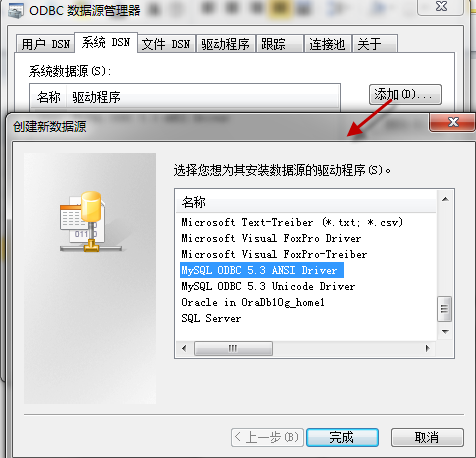 ODBC 数据源管理器
用户 DSN 系统 DSN 文件 DSN 驱动程序 跟踪 连接池 关于
系统数据源(S):
名称 驱动程序
添加(D)...
创建新数据源
选择您想为其安装数据源的驱动程序(S)。
名称
Microsoft Text-Treiber (*.txt; *.csv)
Microsoft Visual FoxPro Driver
Microsoft Visual FoxPro-Treiber
MySQL ODBC 5.3 ANSI Driver
MySQL ODBC 5.3 Unicode Driver
Oracle in OraDb10g_home1
SQL Server
< 上一步(B) 完成 取消